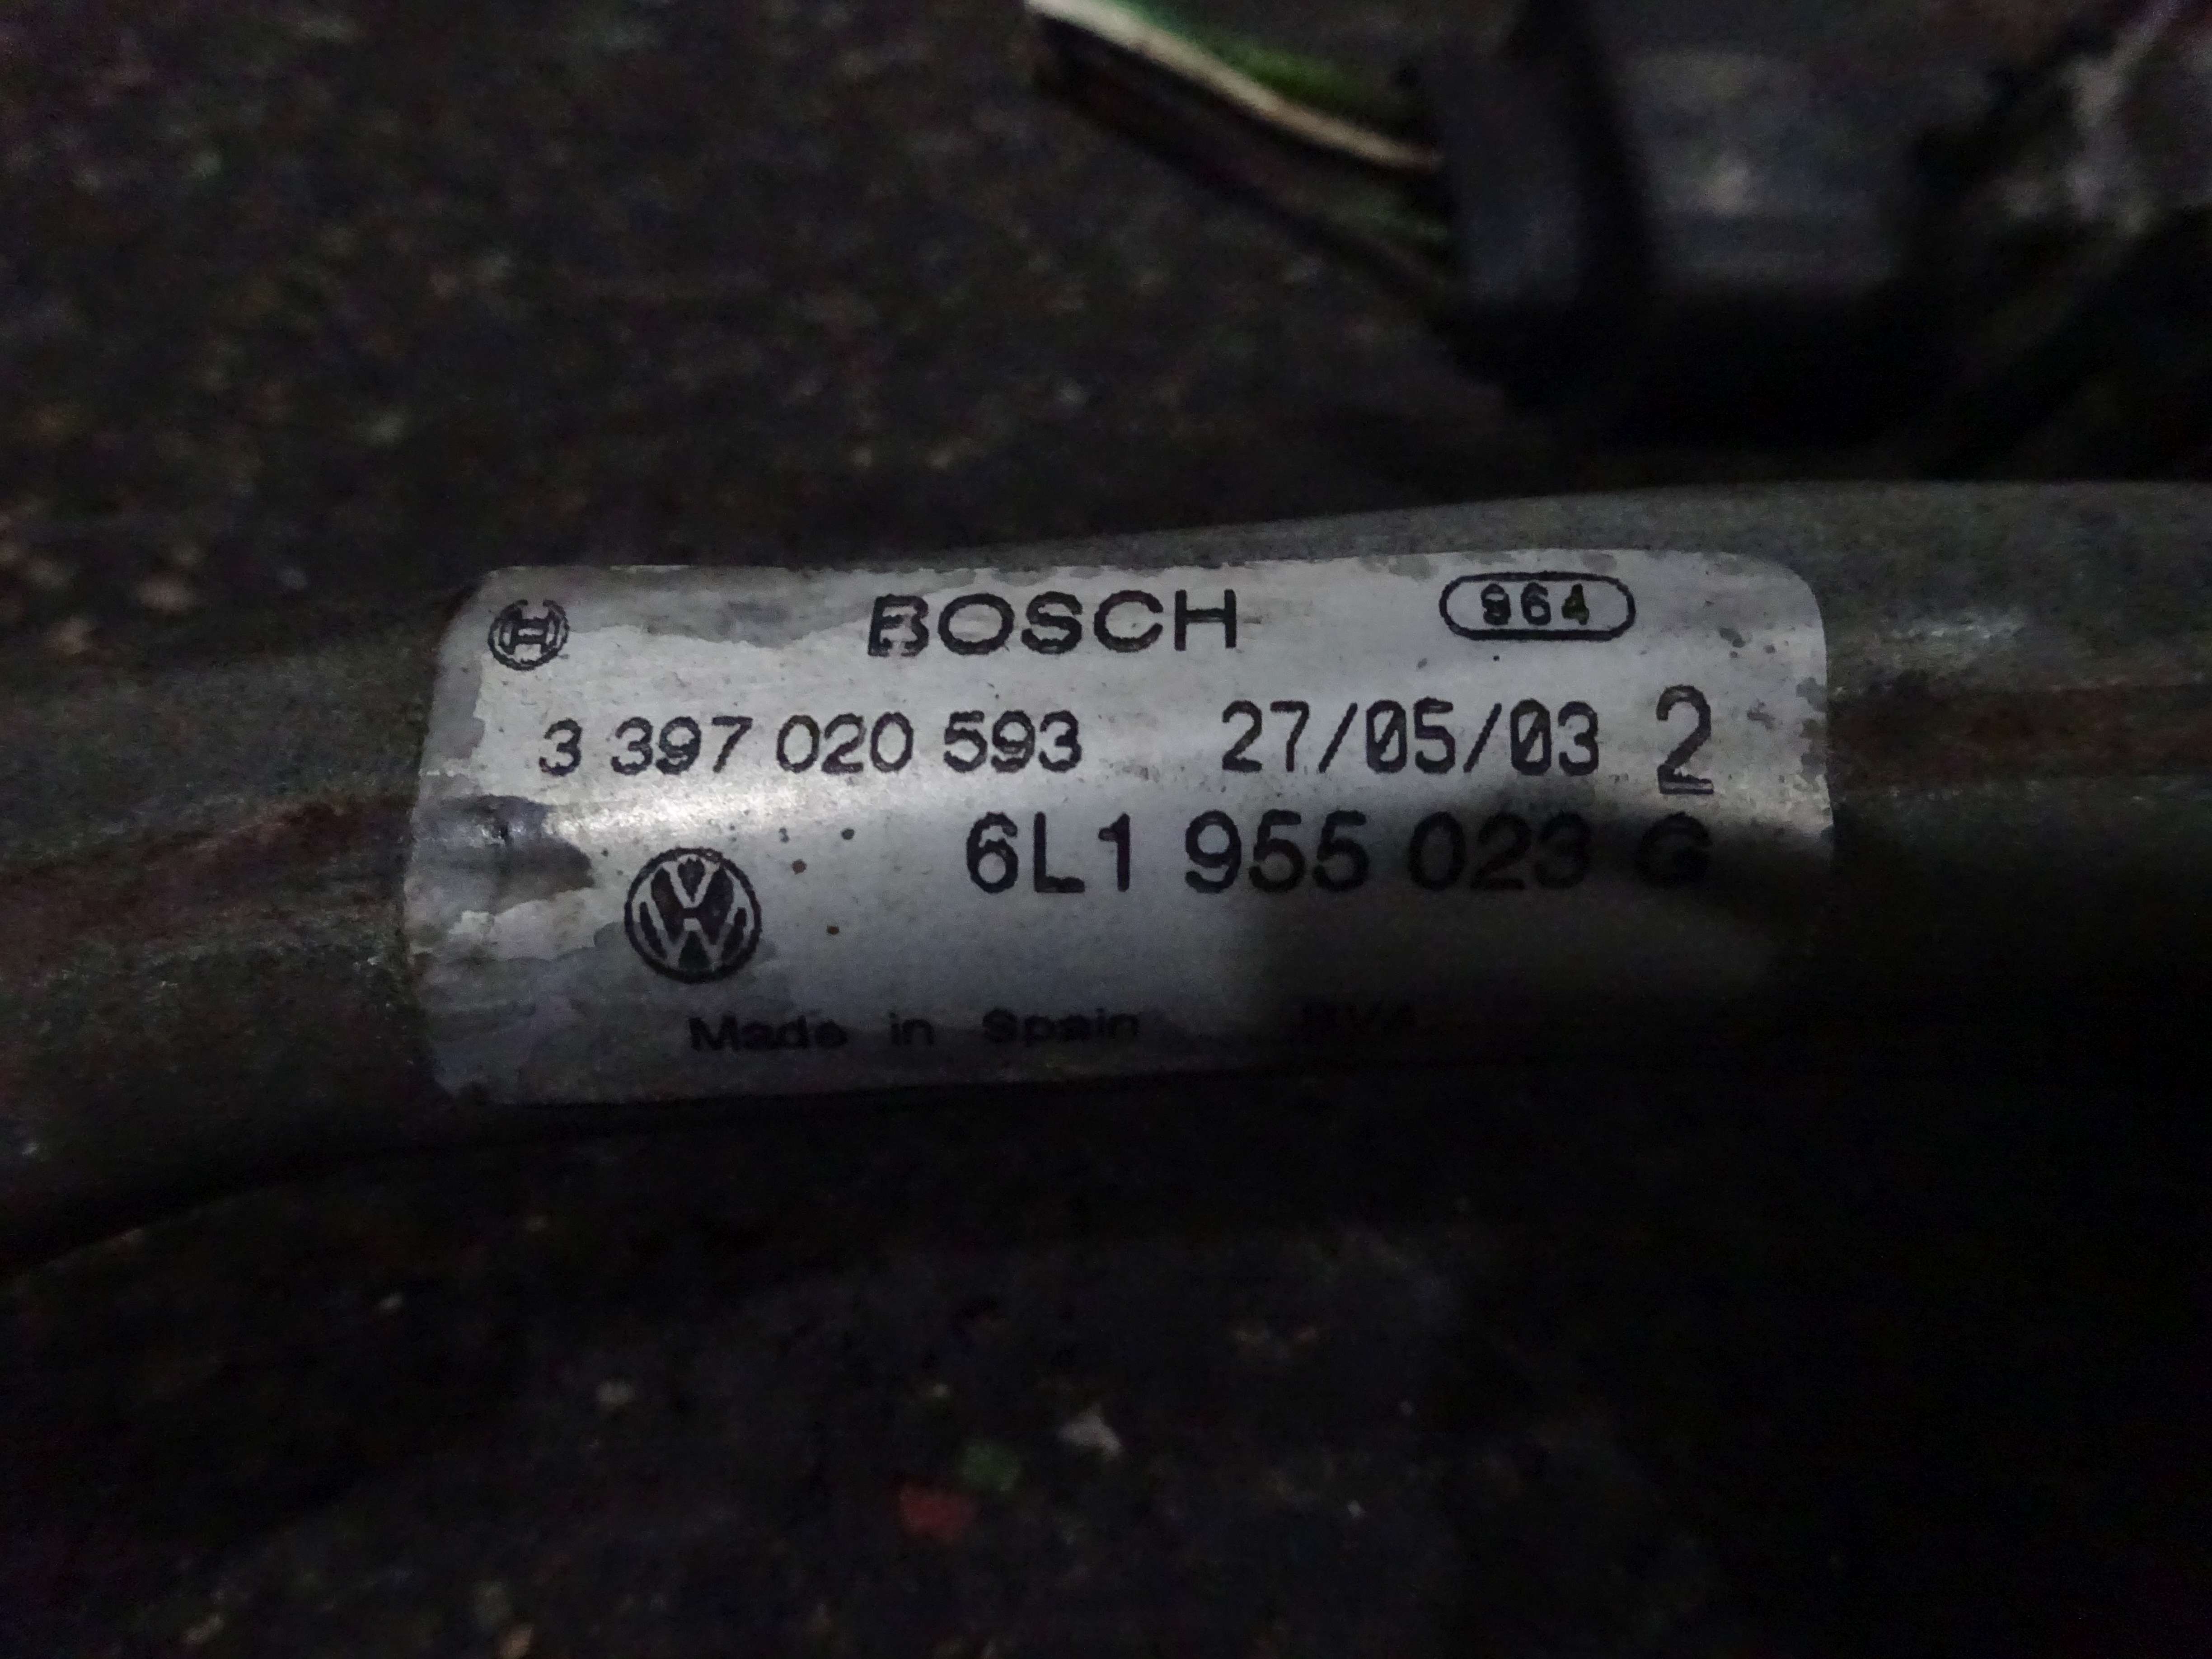 BOSCH 964
3 397 020 593 27/05/03 2
6L1 955 023 G
Made in Spain